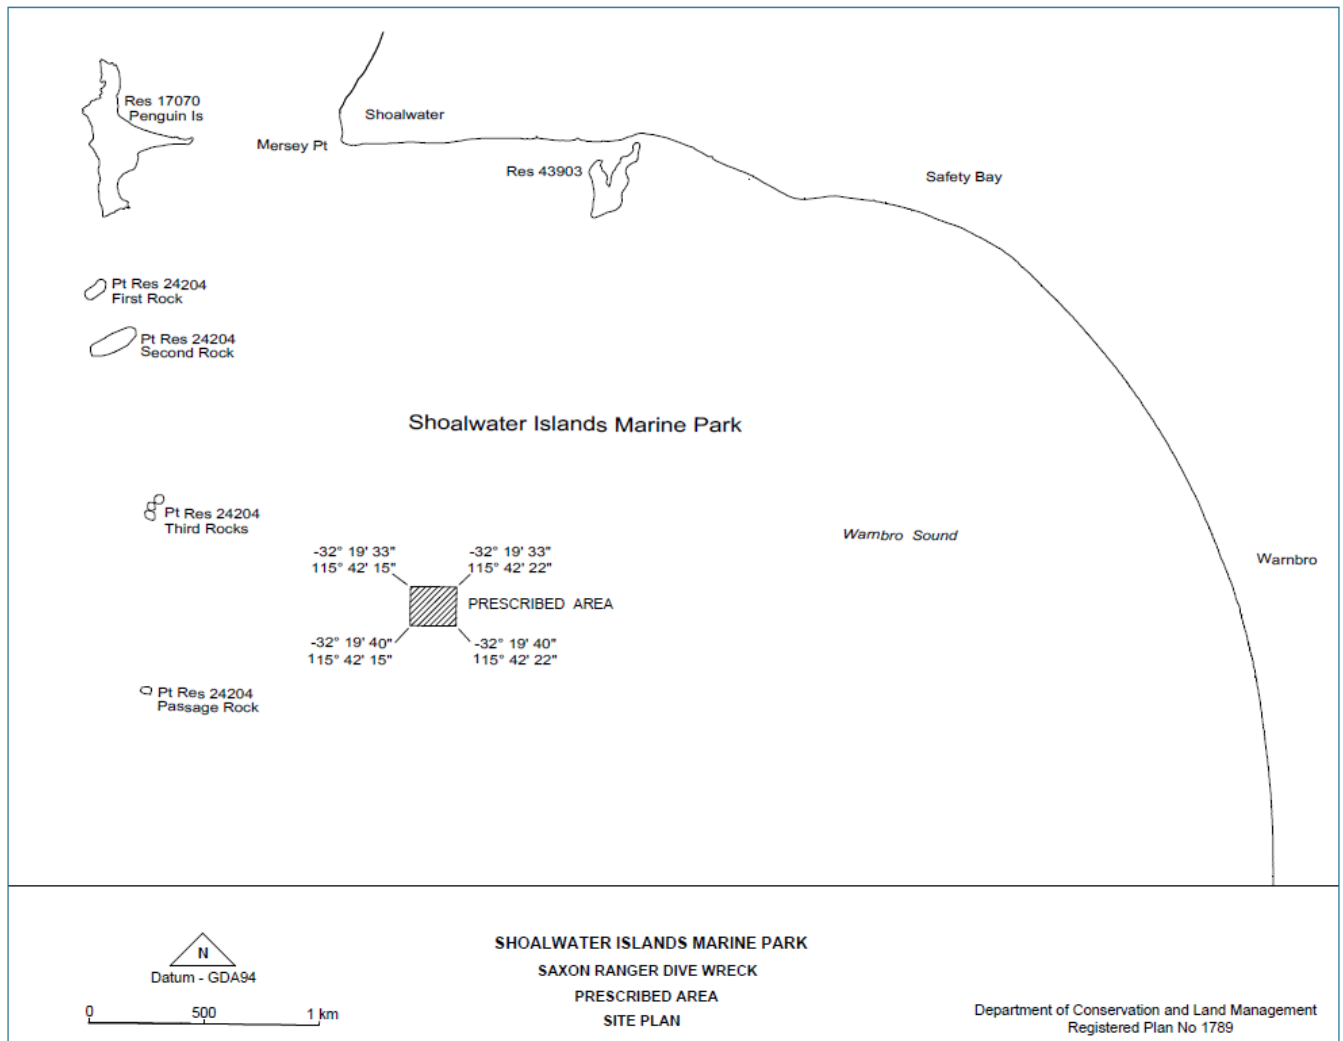 Res 17070
Penguin Is
Shoalwater
Mersey Pt
Res 43903
Safety Bay
Pt Res 24204
First Rock
Pt Res 24204
Second Rock
Shoalwater Islands Marine Park
Pt Res 24204
Third Rocks
Warnbro Sound
Warnbro
-32° 19' 33"
115° 42' 15"
-32° 19' 33"
115° 42' 22"
PRESCRIBED AREA
-32° 19' 40"
115° 42' 15"
-32° 19' 40"
115° 42' 22"
Pt Res 24204
Passage Rock
N
Datum - GDA94
0 500 1 km
SHOALWATER ISLANDS MARINE PARK
SAXON RANGER DIVE WRECK
PRESCRIBED AREA
SITE PLAN
Department of Conservation and Land Management
Registered Plan No 1789